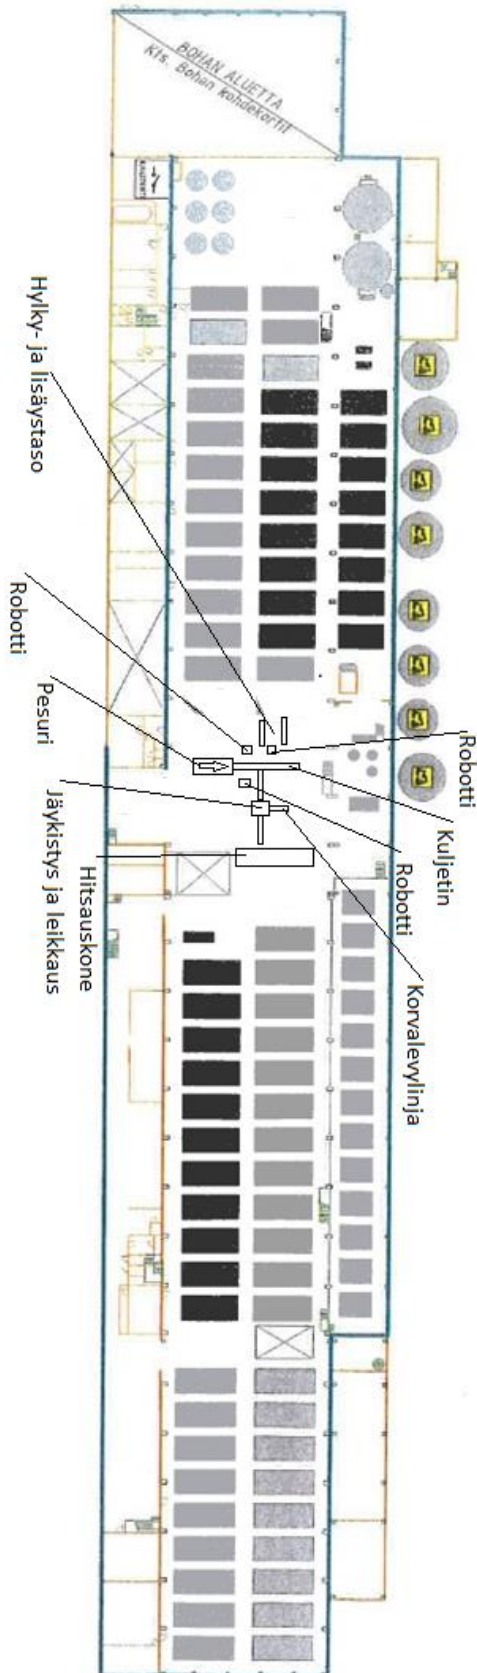 BOHAN ALUETTA
Kts. Bohan kohdekortit
Hylky- ja lisäystaso
Robotti
Pesuri
Jäykistys ja leikkaus
Hitsauskone
Robotti
Kuljetin
Robotti
Korvalevylinja